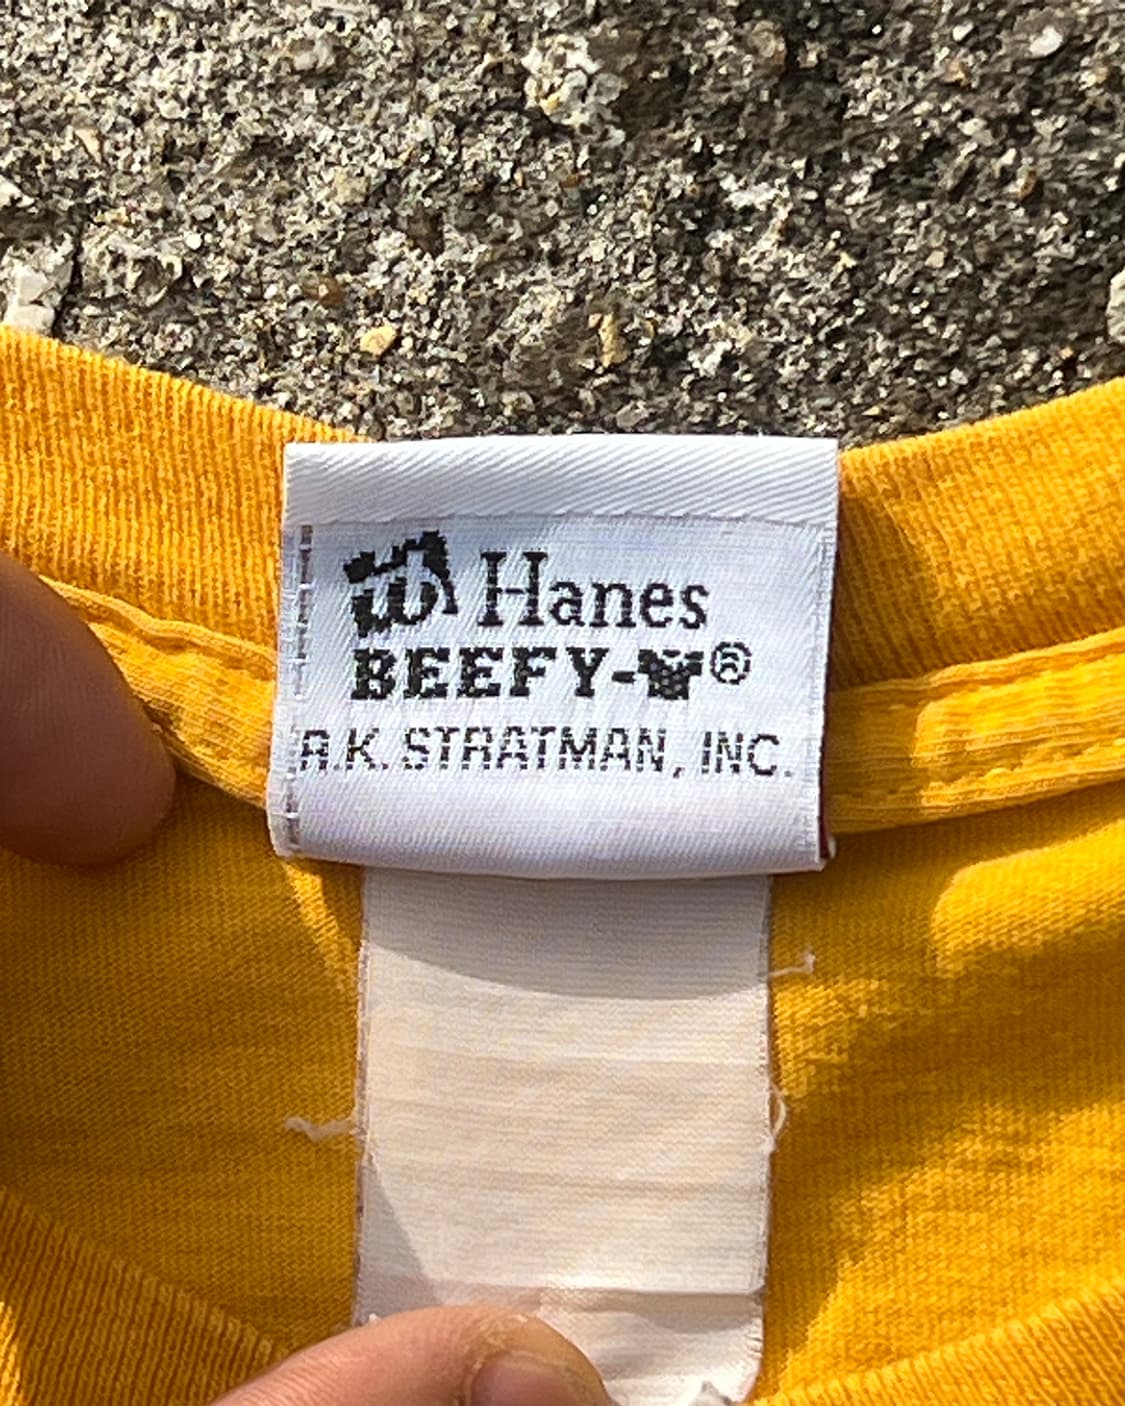 Hanes
BEEFY-T®
R.K. STRATMAN, INC.